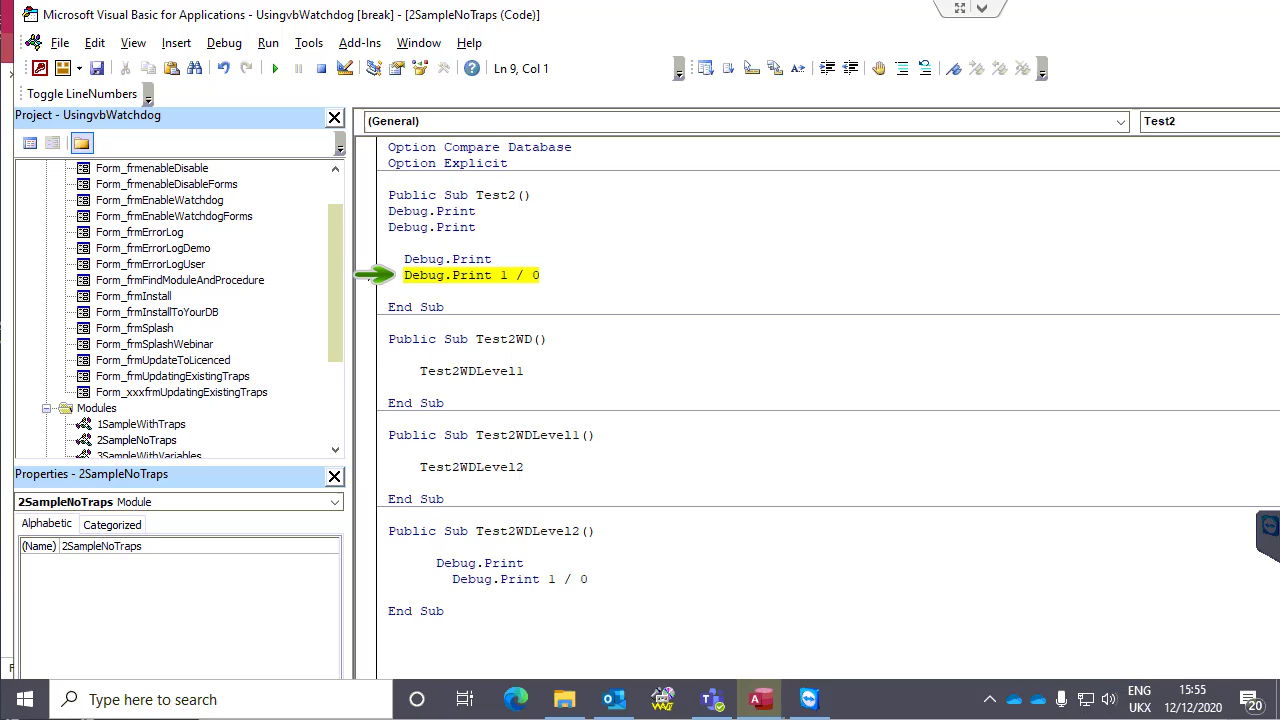 Microsoft Visual Basic for Applications - UsingvbWatchdog [break] - [2SampleNoTraps (Code)]
File Edit View Insert Debug Run Tools Add-Ins Window Help
Ln 9, Col 1
Toggle LineNumbers
Project - UsingvbWatchdog
(General) Test2
Form_frmenableDisable
Form_frmenableDisableForms
Form_frmEnableWatchdog
Form_frmEnableWatchdogForms
Form_frmErrorLog
Form_frmErrorLogDemo
Form_frmErrorLogUser
Form_frmFindModuleAndProcedure
Form_frmInstall
Form_frmInstallToYourDB
Form_frmSplash
Form_frmSplashWebinar
Form_frmUpdateToLicenced
Form_frmUpdatingExistingTraps
Form_xxxfrmUpdatingExistingTraps
Modules
1SampleWithTraps
2SampleNoTraps
3SampleWithVariables
Properties - 2SampleNoTraps
2SampleNoTraps Module
Alphabetic Categorized
(Name) 2SampleNoTraps
Option Compare Database
Option Explicit
Public Sub Test2()
Debug.Print
Debug.Print
Debug.Print
Debug.Print 1 / 0
End Sub
Public Sub Test2WD()
Test2WDLevel1
End Sub
Public Sub Test2WDLevel1()
Test2WDLevel2
End Sub
Public Sub Test2WDLevel2()
Debug.Print
Debug.Print 1 / 0
End Sub
F
Type here to search
ENG
UKX
15:55
12/12/2020
20